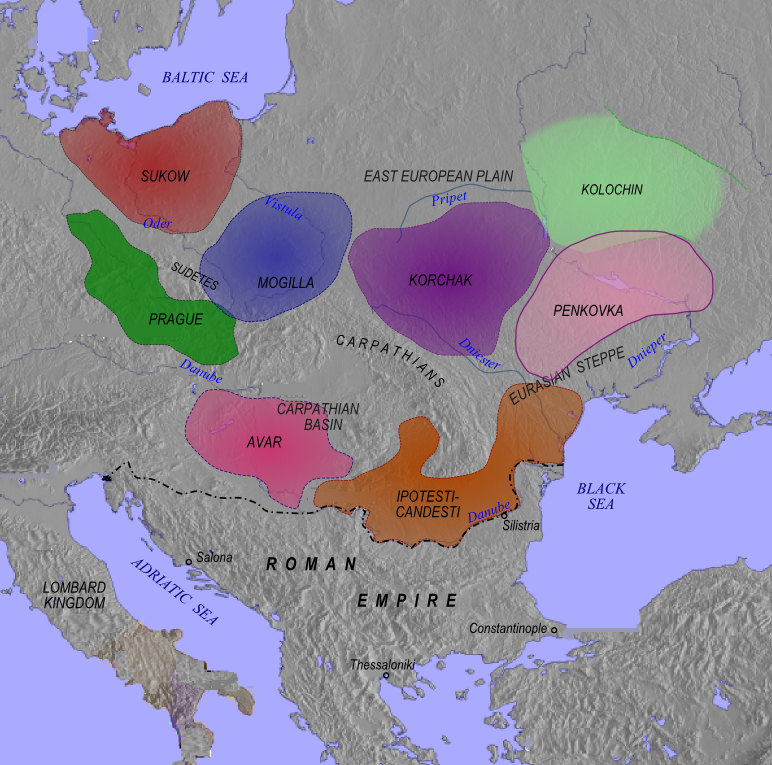 BALTIC SEA
SUKOW
EAST EUROPEAN PLAIN
KOLOCHIN
Pripet
Vistula
Oder
SUDETES
MOGILLA
KORCHAK
PENKOVKA
PRAGUE
CARPATHIANS
Dniester
Dnieper
EURASIAN STEPPE
Danube
CARPATHIAN
BASIN
AVAR
IPOTESTI-
CANDESTI
Danube
Silistria
BLACK
SEA
Salona
ROMAN
EMPIRE
ADRIATIC SEA
LOMBARD
KINGDOM
Constantinople
Thessaloniki